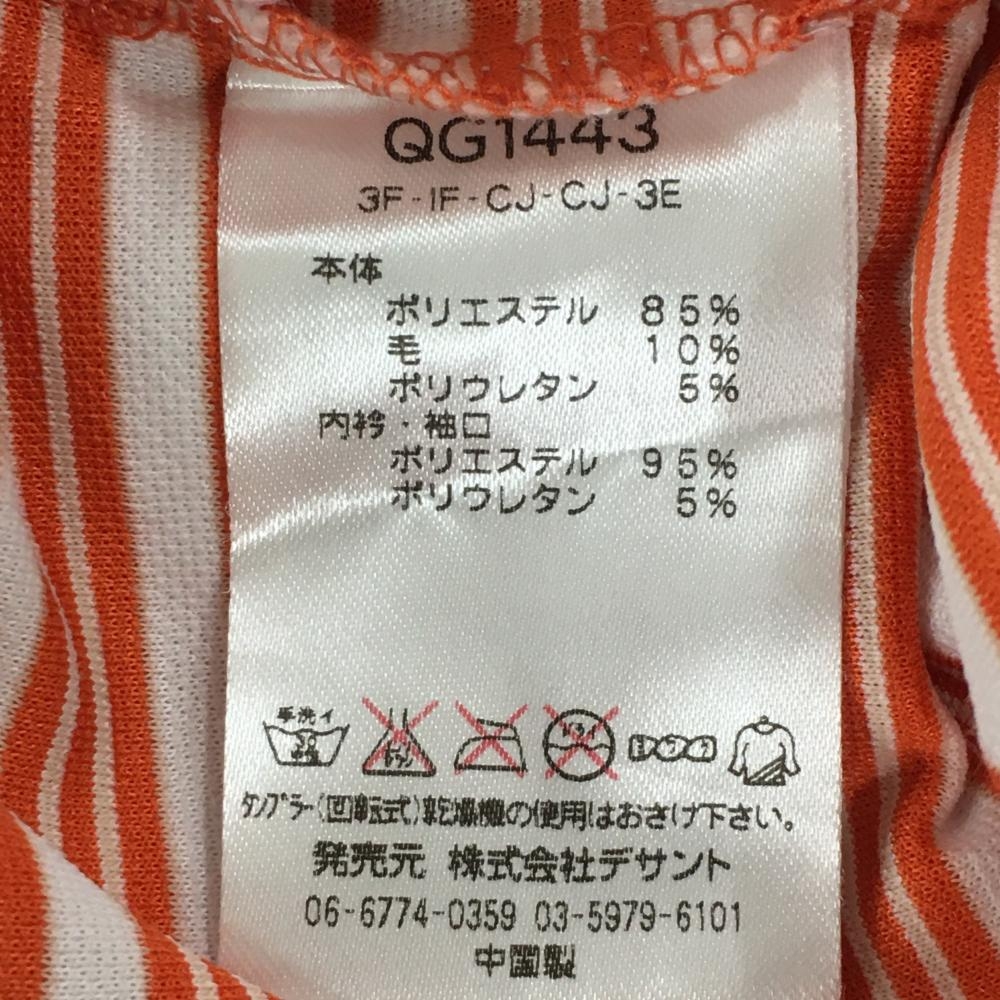 QG1443
3F-1F-CJ-CJ-3E
本体
ポリエステル 85%
毛 10%
ポリウレタン 5%
内衿・袖口
ポリエステル 95%
ポリウレタン 5%
手洗イ
タンブラー(回転式)乾燥機の使用はおさけ下さい。
発売元 株式会社デサント
06-6774-0359 03-5979-6101
中国製